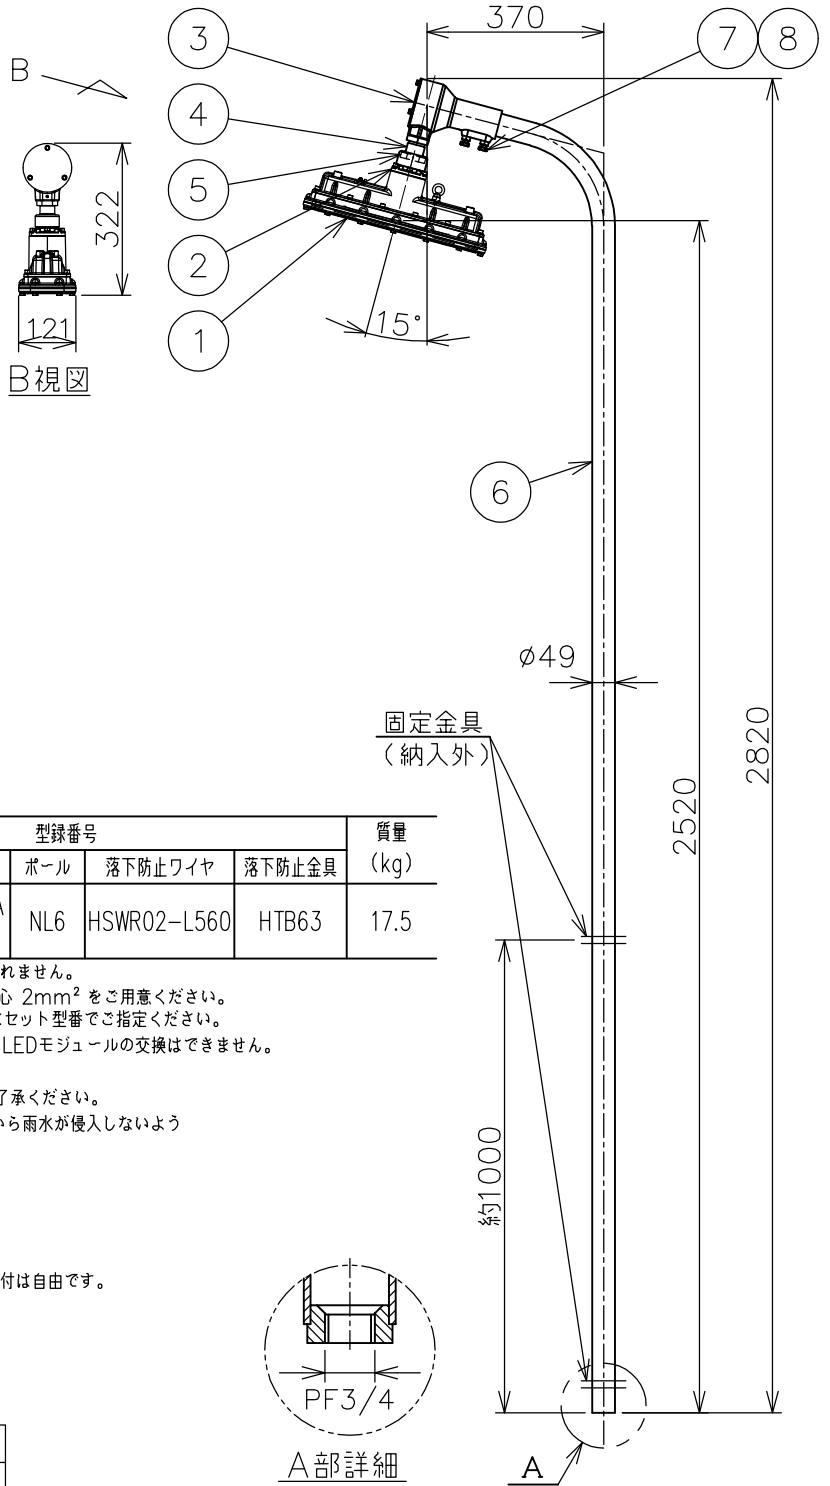 370
3
7
8
B
4
5
322
2
121
15°
1
B視図
6
φ49
固定金具
(納入外)
2820
2520
型録番号
質量
(kg)
ポール
落下防止ワイヤ
落下防止金具
A
NL6
HSWR02-L560
HTB63
17.5
れません。
心 2mm² をご用意ください。
セット型番でご指定ください。
LEDモジュールの交換はできません。
了承ください。
から雨水が侵入しないよう
約1000
付は自由です。
PF3/4
A部詳細
A